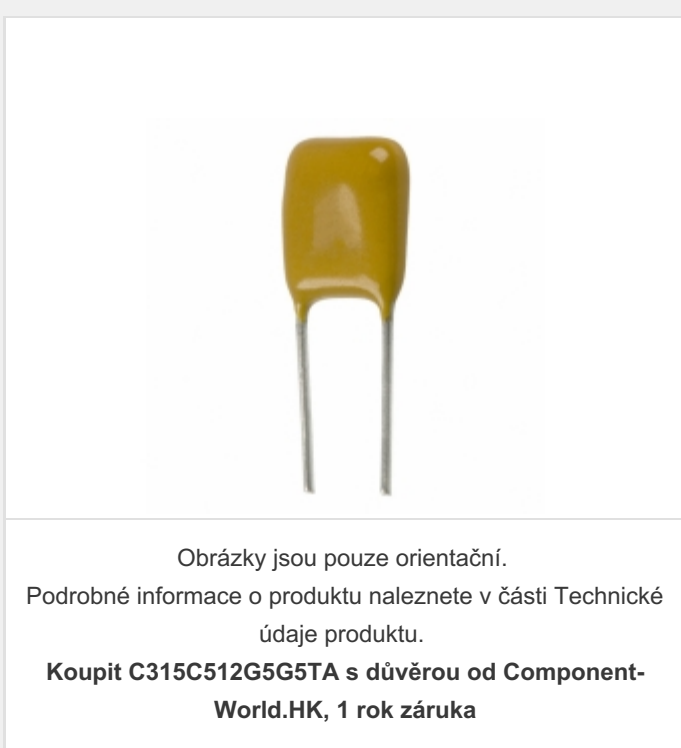 Obrázky jsou pouze orientační.
Podrobné informace o produktu naleznete v části Technické
údaje produktu.
Koupit C315C512G5G5TA s důvěrou od Component-
World.HK, 1 rok záruka